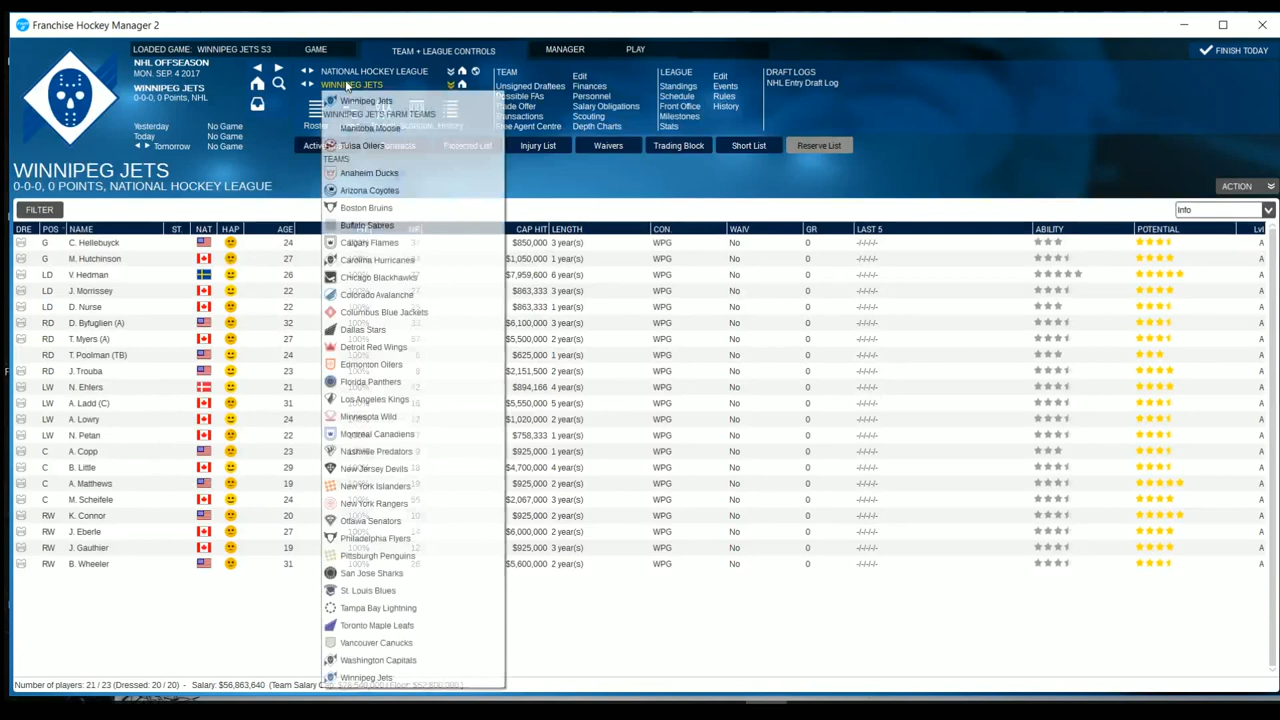 Franchise Hockey Manager 2
LOADED GAME: WINNIPEG JETS S3 GAME TEAM + LEAGUE CONTROLS MANAGER PLAY FINISH TODAY
NHL OFFSEASON
MON. SEP. 4 2017
WINNIPEG JETS
0-0-0, 0 Points, NHL
Yesterday No Game
Today No Game
Tomorrow No Game
NATIONAL HOCKEY LEAGUE
WINNIPEG JETS
TEAM
Unsigned Draftees
Possible FAs
Trade Offer
Transactions
Free Agent Centre
Edit
Finances
Personnel
Salary Obligations
Scouting
Depth Charts
LEAGUE
Standings
Schedule
Front Office
Milestones
Stats
Edit
Events
Rules
History
DRAFT LOGS
NHL Entry Draft Log
Roster History
Projected List Injury List Waivers Trading Block Short List Reserve List
WINNIPEG JETS
0-0-0, 0 POINTS, NATIONAL HOCKEY LEAGUE
ACTION
FILTER Info
Winnipeg Jets
WINNIPEG JETS FARM TEAMS
Manitoba Moose
Tulsa Oilers
TEAMS
Anaheim Ducks
Arizona Coyotes
Boston Bruins
Buffalo Sabres
Calgary Flames
Carolina Hurricanes
Chicago Blackhawks
Colorado Avalanche
Columbus Blue Jackets
Dallas Stars
Detroit Red Wings
Edmonton Oilers
Florida Panthers
Los Angeles Kings
Minnesota Wild
Montreal Canadiens
Nashville Predators
New Jersey Devils
New York Islanders
New York Rangers
Ottawa Senators
Philadelphia Flyers
Pittsburgh Penguins
San Jose Sharks
St. Louis Blues
Tampa Bay Lightning
Toronto Maple Leafs
Vancouver Canucks
Washington Capitals
Winnipeg Jets
DRE POS NAME ST. NAT HAP AGE CAP HIT LENGTH CON. WAIV GR LAST 5 ABILITY POTENTIAL Lvl
G C. Hellebuyck 24 $850,000 3 year(s) WPG No 0 -/-/-/-/- A
G M. Hutchinson 27 $1,050,000 1 year(s) WPG No 0 -/-/-/-/- A
LD V. Hedman 26 $7,959,600 6 year(s) WPG No 0 -/-/-/-/- A
LD J. Morrissey 22 $863,333 1 year(s) WPG No 0 -/-/-/-/- A
LD D. Nurse 22 $863,333 1 year(s) WPG No 0 -/-/-/-/- A
RD D. Byfuglien (A) 32 $6,100,000 3 year(s) WPG No 0 -/-/-/-/- A
RD T. Myers (A) 27 $5,500,000 2 year(s) WPG No 0 -/-/-/-/- A
RD T. Poolman (TB) 24 $625,000 1 year(s) WPG No 0 -/-/-/-/- A
RD J. Trouba 23 $2,151,500 2 year(s) WPG No 0 -/-/-/-/- A
LW N. Ehlers 21 $894,166 4 year(s) WPG No 0 -/-/-/-/- A
LW A. Ladd (C) 31 $5,550,000 5 year(s) WPG No 0 -/-/-/-/- A
LW A. Lowry 24 $1,020,000 2 year(s) WPG No 0 -/-/-/-/- A
LW N. Petan 22 $758,333 1 year(s) WPG No 0 -/-/-/-/- A
C A. Copp 23 $925,000 1 year(s) WPG No 0 -/-/-/-/- A
C B. Little 29 $4,700,000 4 year(s) WPG No 0 -/-/-/-/- A
C A. Matthews 19 $925,000 2 year(s) WPG No 0 -/-/-/-/- A
C M. Scheifele 24 $2,067,000 3 year(s) WPG No 0 -/-/-/-/- A
RW K. Connor 20 $925,000 2 year(s) WPG No 0 -/-/-/-/- A
RW J. Eberle 27 $6,000,000 2 year(s) WPG No 0 -/-/-/-/- A
RW J. Gauthier 19 $925,000 3 year(s) WPG No 0 -/-/-/-/- A
RW B. Wheeler 31 $5,600,000 2 year(s) WPG No 0 -/-/-/-/- A
Number of players: 21 / 23 (Dressed: 20 / 20) - Salary: $56,863,640 (Team Salary